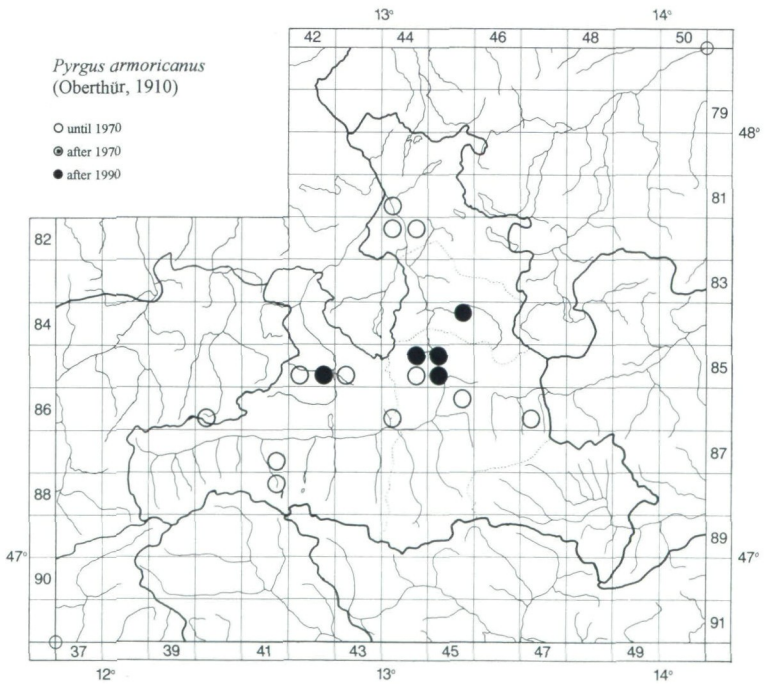 13° 14°
42 44 46 48 50
Pyrgus armoricanus
(Oberthür, 1910)
79
until 1970
48°
after 1970
after 1990
81
82
83
84
85
86
87
88
89
47° 47°
90
91
37 39 41 43 45 47 49
12° 13° 14°